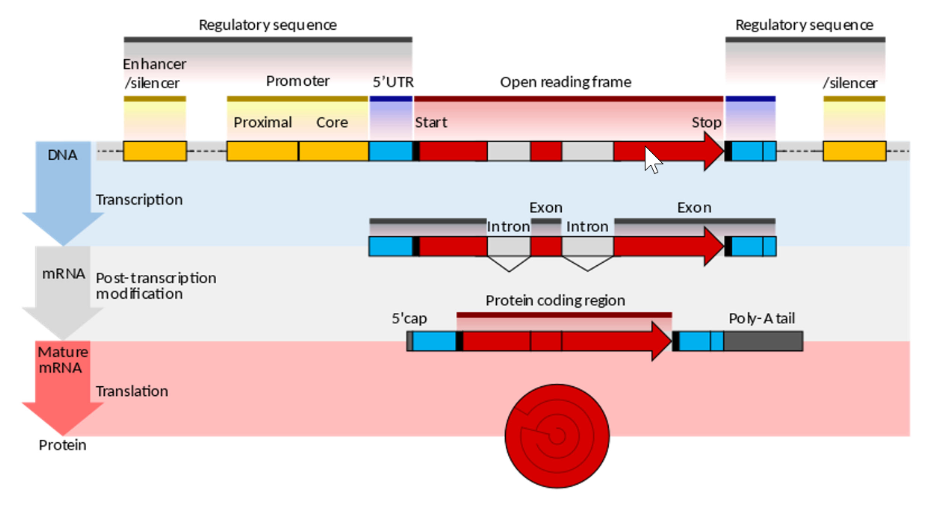 Regulatory sequence
Regulatory sequence
Enhancer
/silencer
Promoter
5'UTR
Open reading frame
/silencer
Proximal
Core
Start
Stop
DNA
Transcription
Exon
Exon
Intron
Intron
mRNA
Post-transcription
modification
Protein coding region
5'cap
Poly-A tail
Mature
mRNA
Translation
Protein